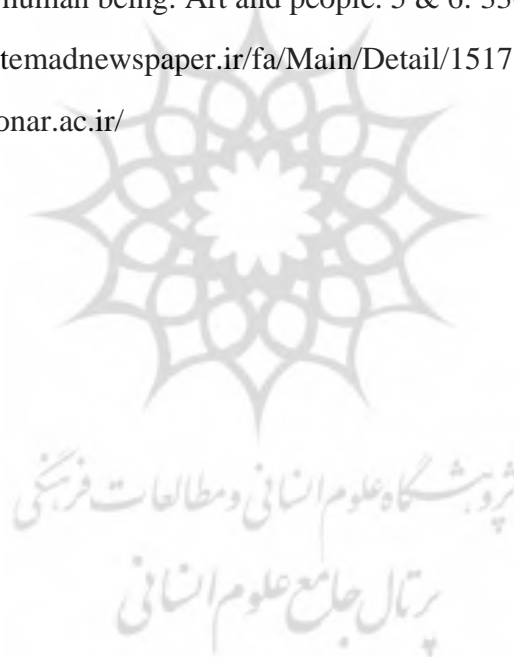 human being. Art and people. 5 & 6.
temadnewspaper.ir/fa/Main/Detail/1517
onar.ac.ir/
پژوهشگاه علوم انسانی و مطالعات فرهنگی
پرتال جامع علوم انسانی